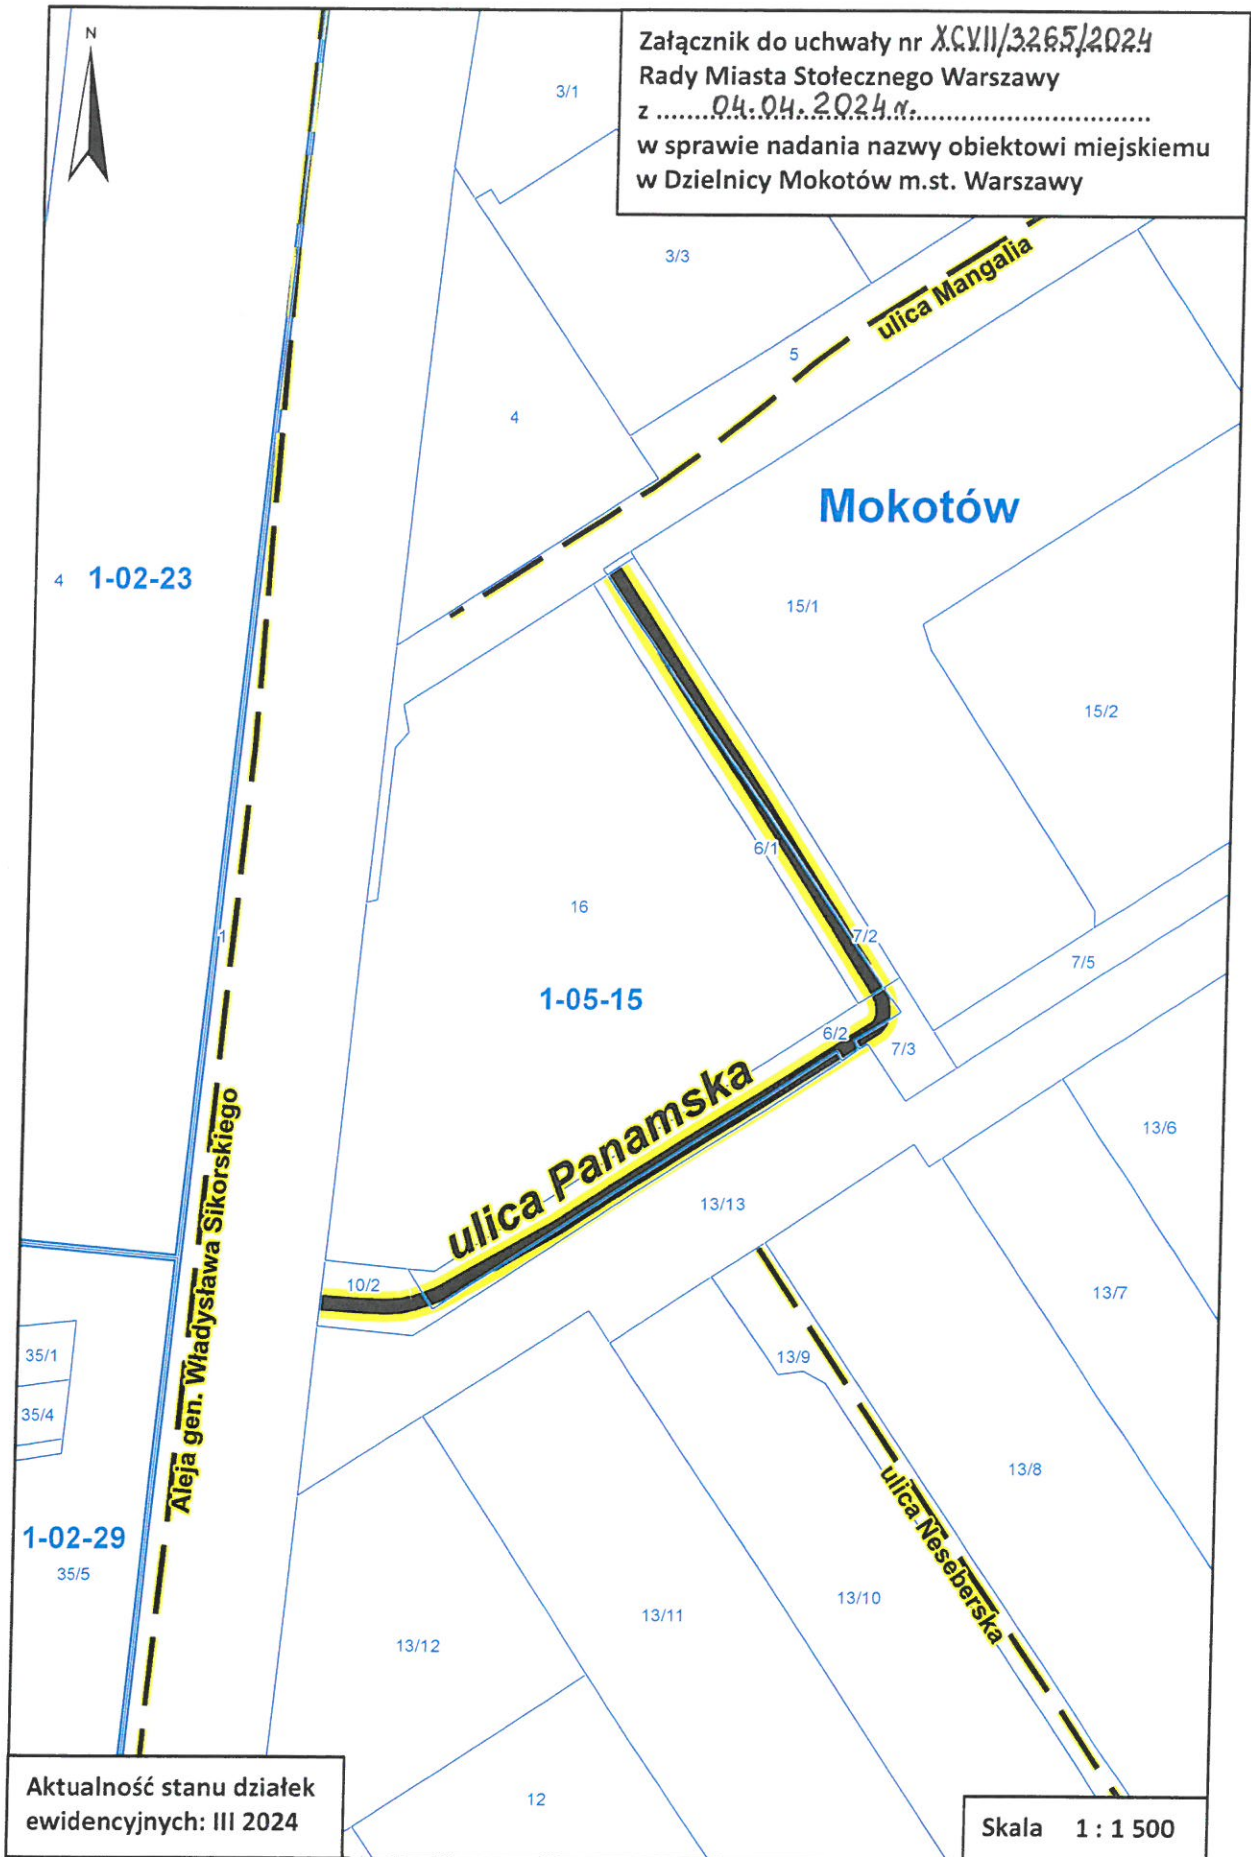 N
Załącznik do uchwały nr XCVII/3265/2024
Rady Miasta Stołecznego Warszawy
z ......04.04.2024 r...............................
w sprawie nadania nazwy obiektowi miejskiemu
w Dzielnicy Mokotów m.st. Warszawy
3/1
3/3
ulica Mangalia
5
4
Mokotów
4
1-02-23
15/1
15/2
6/1
16
7/2
1
7/5
1-05-15
6/2
7/3
ulica Panamska
13/6
Aleja gen. Władysława Sikorskiego
13/13
10/2
13/7
35/1
13/9
35/4
13/8
ulica Neseberska
1-02-29
35/5
13/10
13/11
13/12
12
Aktualność stanu działek
ewidencyjnych: III 2024
Skala 1 : 1 500